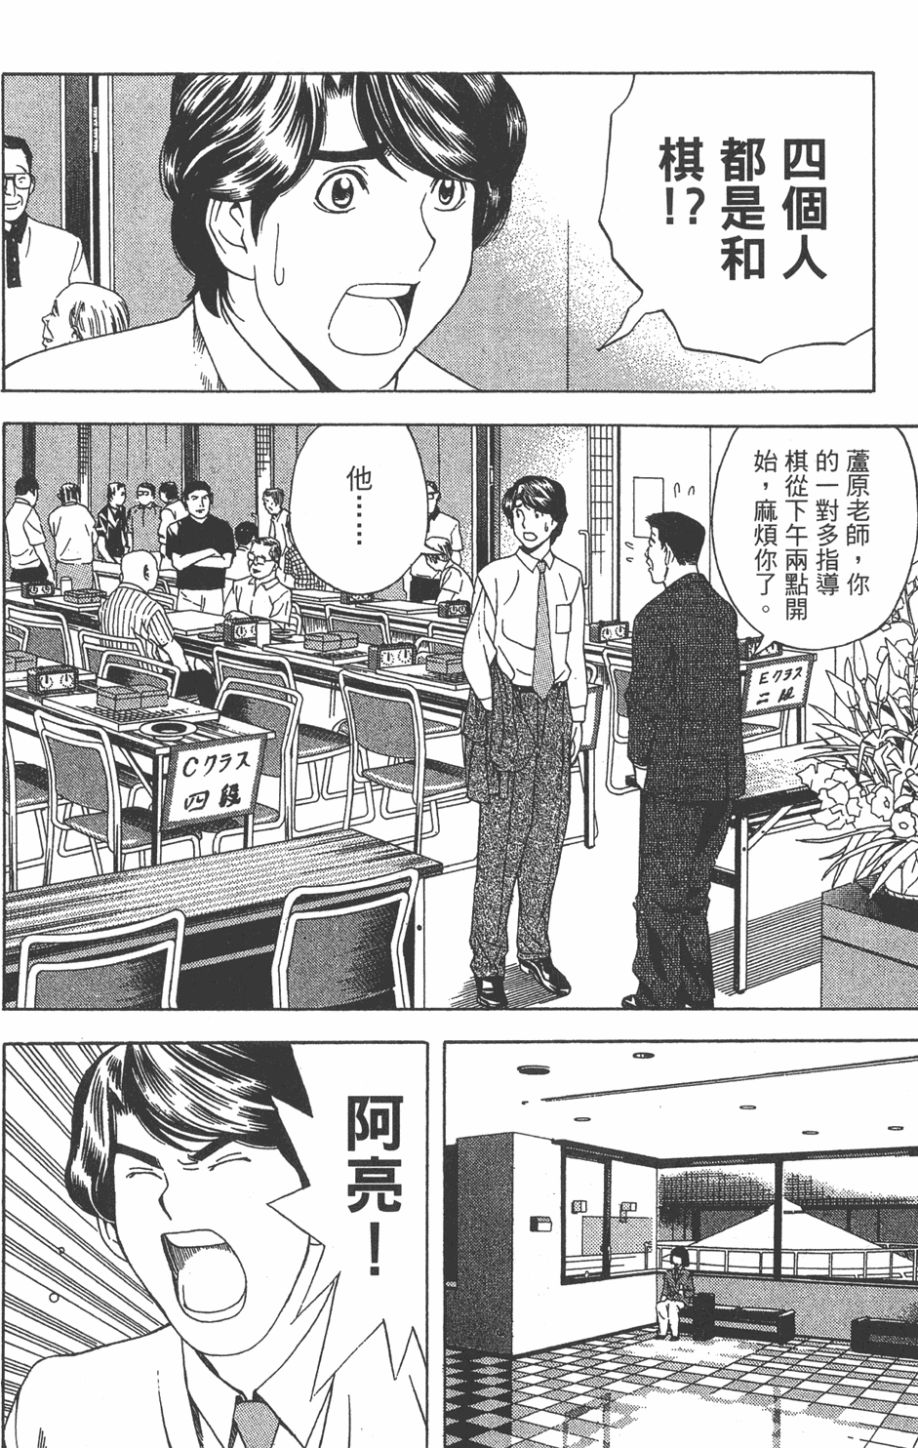 四個人
都是和
棋!?
蘆原老師，你
的一對多指導
棋從下午兩點開
始，麻煩你了。
他……
Eクラス
二段
Cクラス
四段
阿亮！